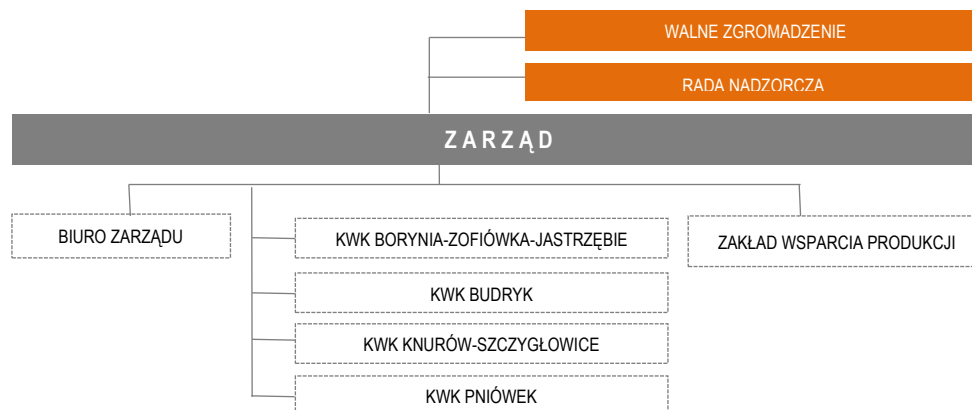 WALNE ZGROMADZENIE
RADA NADZORCZA
ZARZĄD
BIURO ZARZĄDU
KWK BORYNIA-ZOFIÓWKA-JASTRZĘBIE
ZAKŁAD WSPARCIA PRODUKCJI
KWK BUDRYK
KWK KNURÓW-SZCZYGŁOWICE
KWK PNIÓWEK